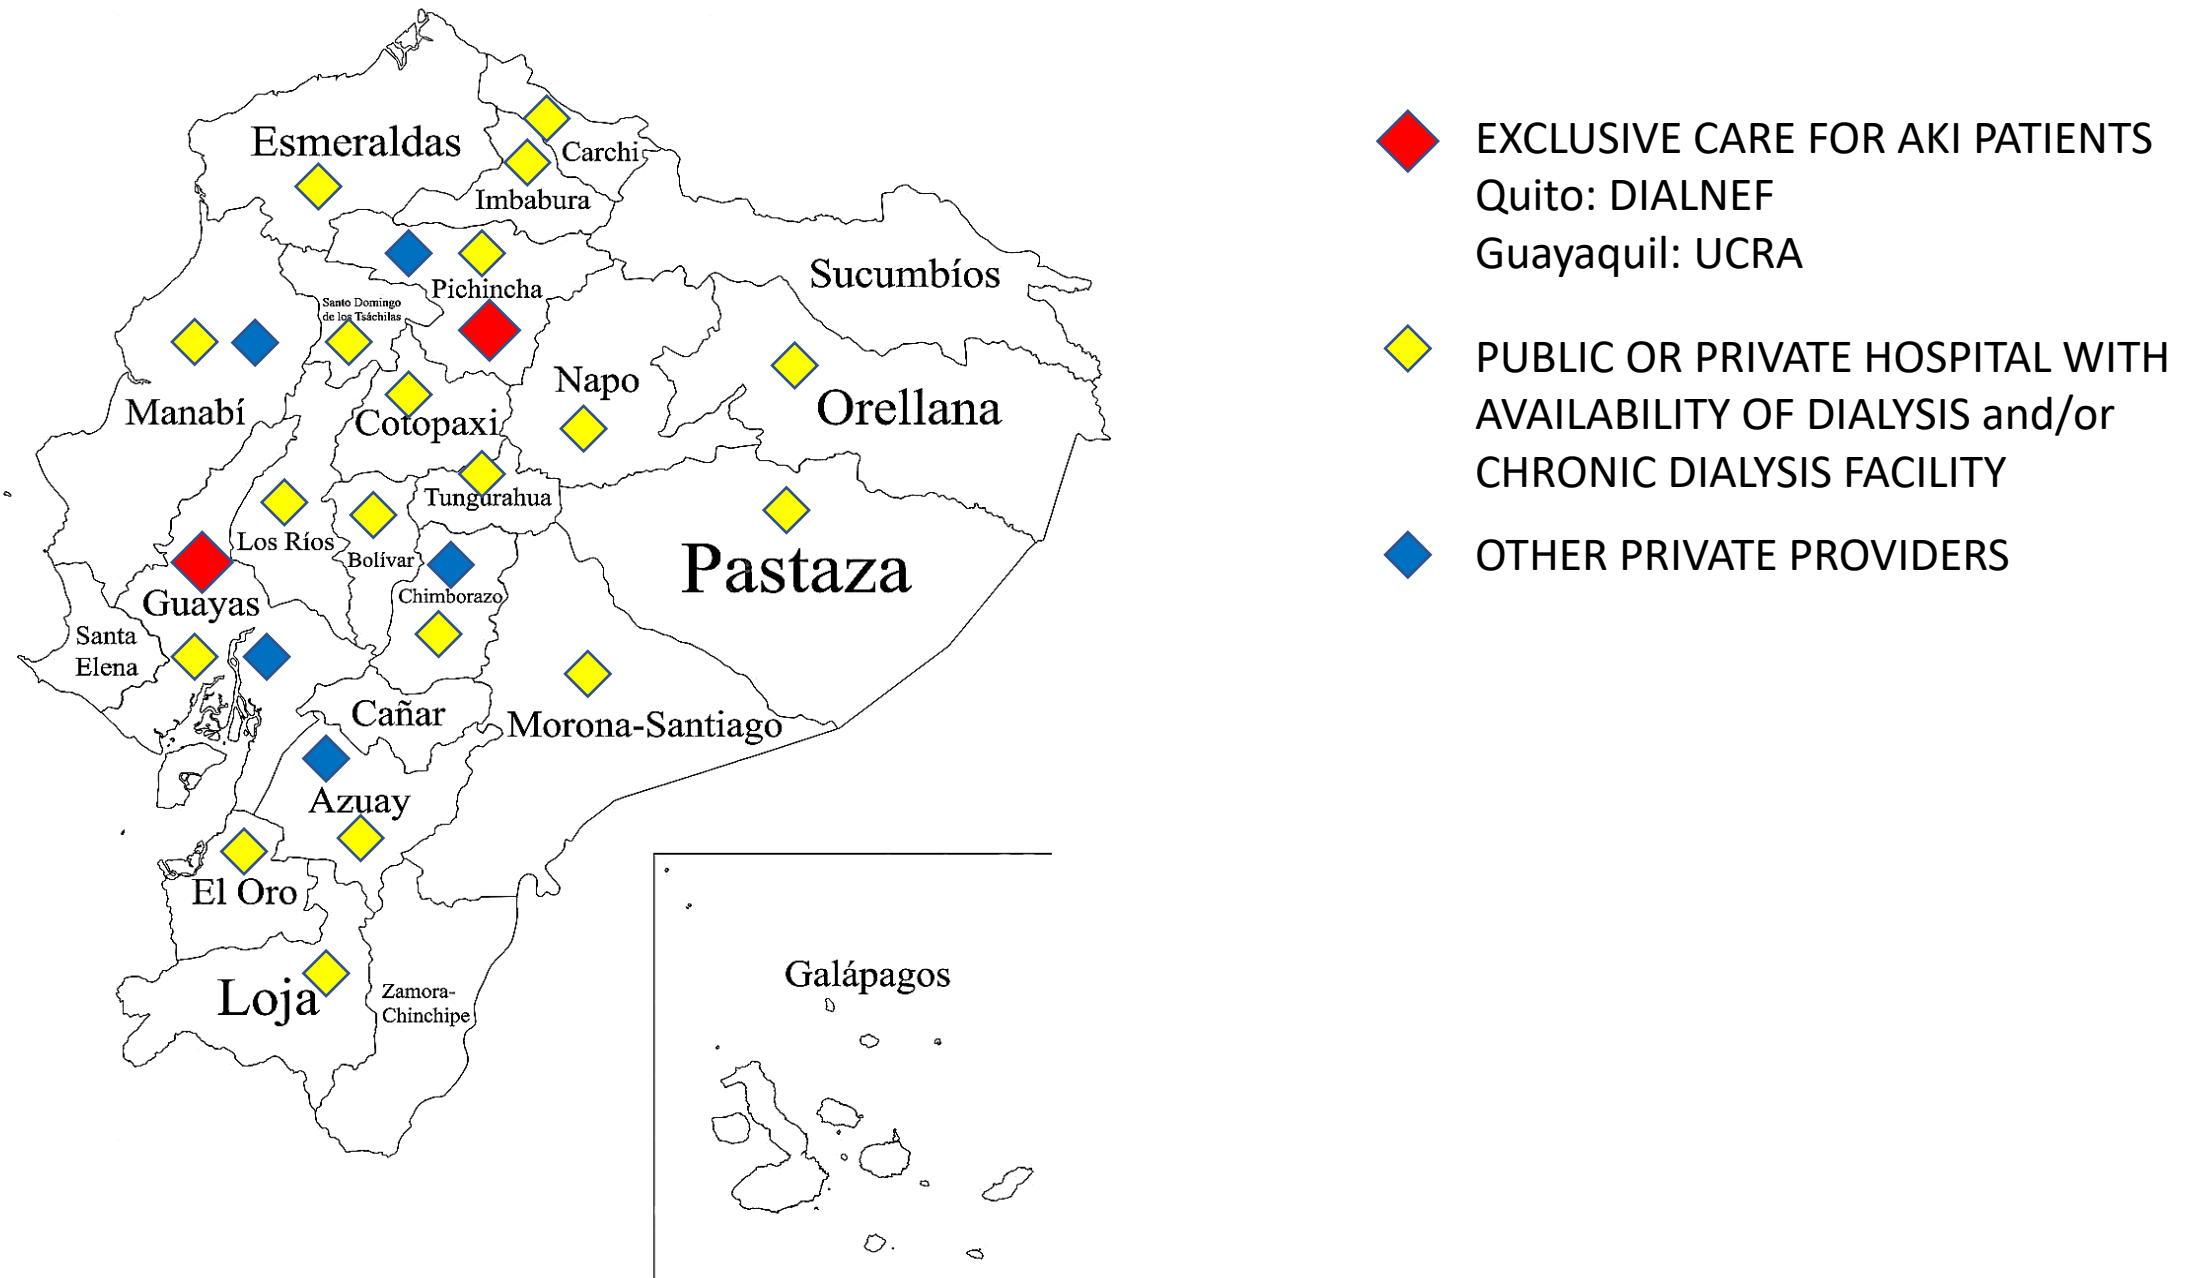 Esmeraldas
Carchi
Imbabura
Sucumbíos
Pichincha
Santo Domingo
de los Tsáchilas
Napo
Orellana
Manabí
Cotopaxi
Tungurahua
Los Ríos
Bolívar
Pastaza
Chimborazo
Guayas
Santa
Elena
Cañar
Morona-Santiago
Azuay
El Oro
Loja
Zamora-
Chinchipe
Galápagos
EXCLUSIVE CARE FOR AKI PATIENTS
Quito: DIALNEF
Guayaquil: UCRA
PUBLIC OR PRIVATE HOSPITAL WITH
AVAILABILITY OF DIALYSIS and/or
CHRONIC DIALYSIS FACILITY
OTHER PRIVATE PROVIDERS